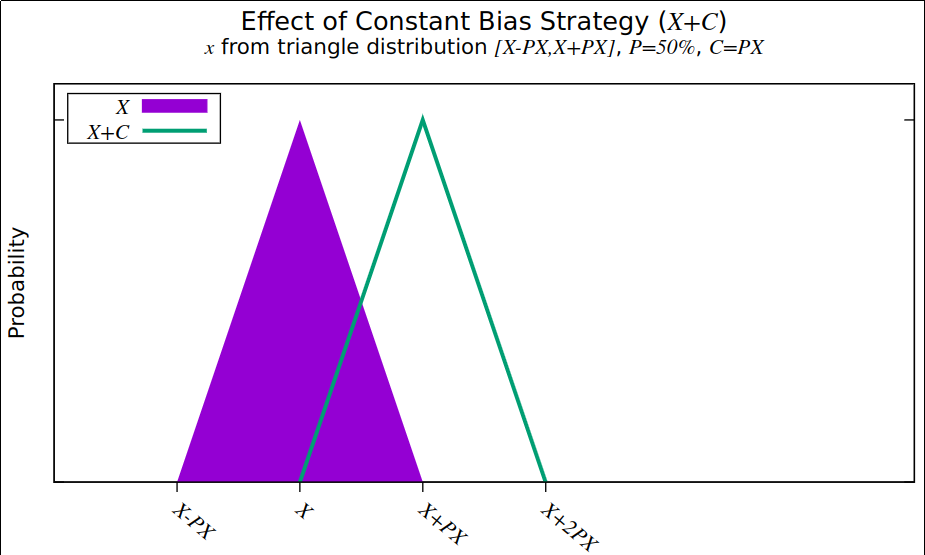 Effect of Constant Bias Strategy (X+C)
x from triangle distribution [X-PX,X+PX], P=50%, C=PX
X
X+C
Probability
X-PX
X
X+PX
X+2PX